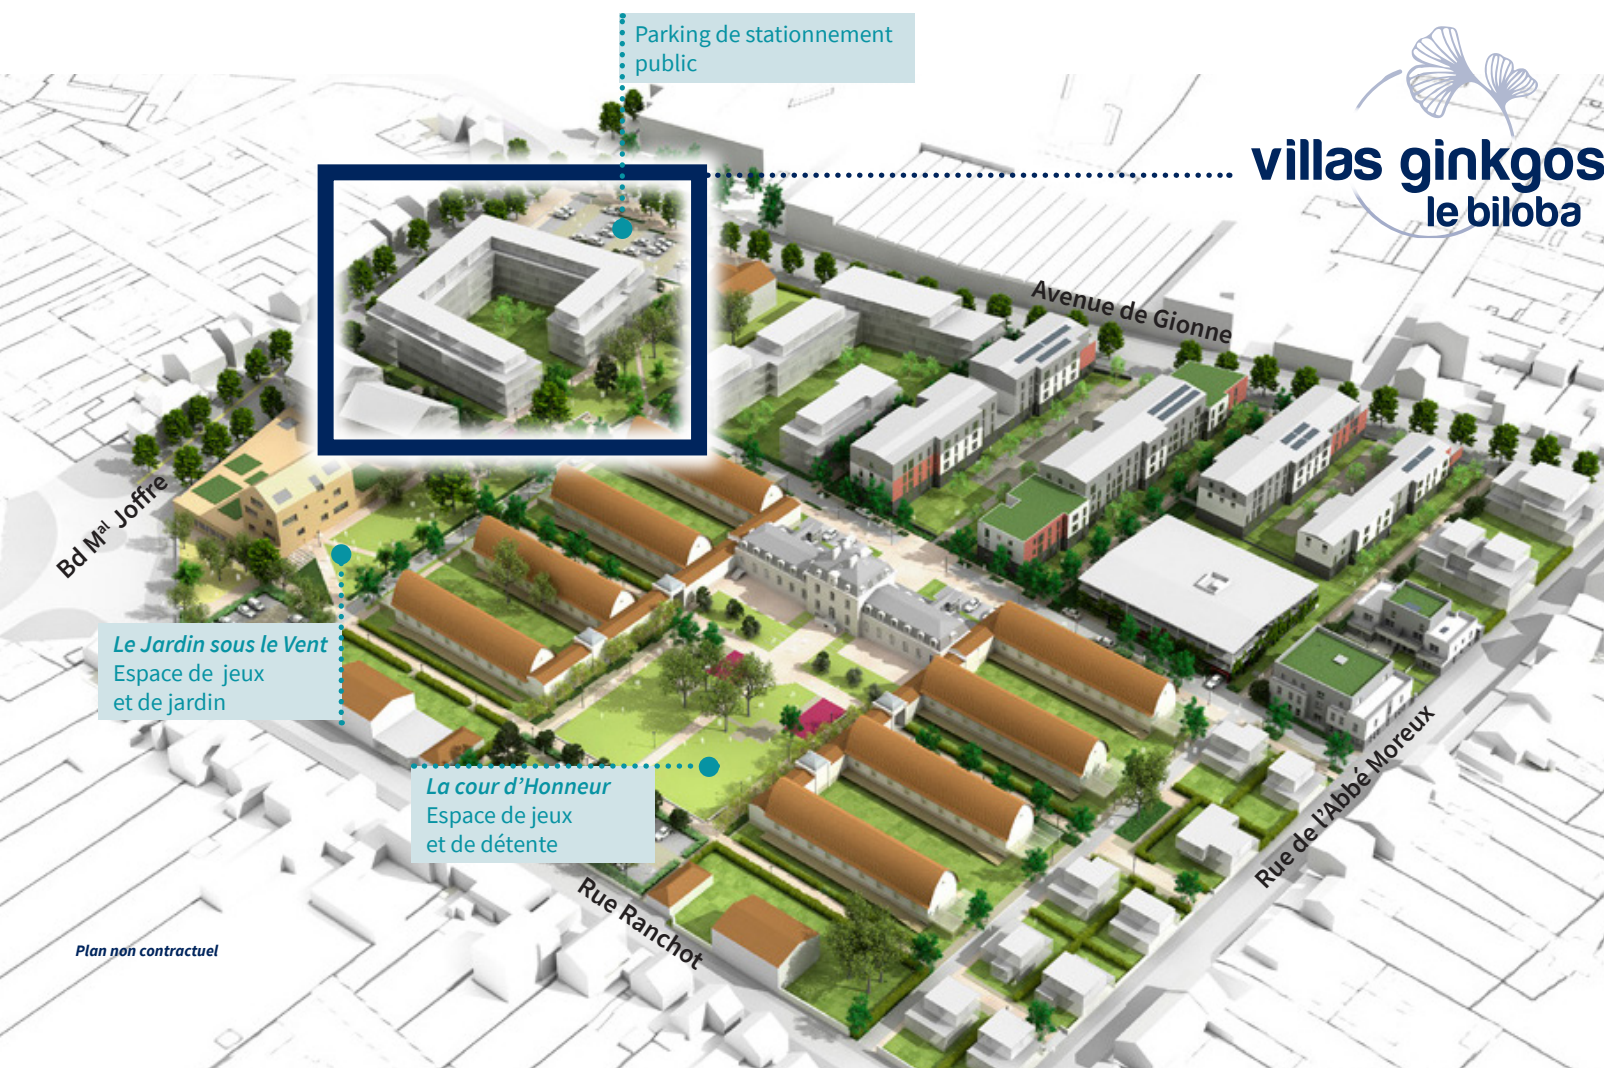 Parking de stationnement
public
villas ginkgos
le biloba
Avenue de Gionne
Bd Mal Joffre
Le Jardin sous le Vent
Espace de jeux
et de jardin
La cour d’Honneur
Espace de jeux
et de détente
Rue de l’Abbé Moreux
Rue Ranchot
Plan non contractuel